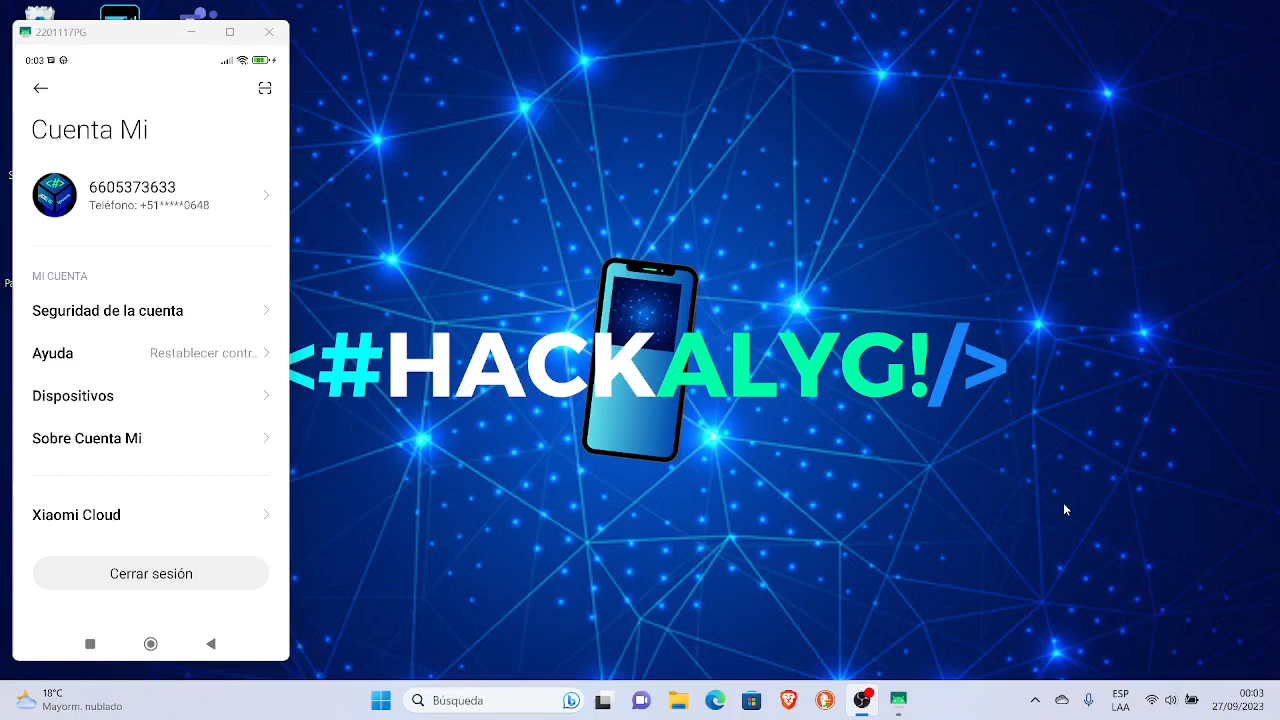 2201117PG
0:03
Cuenta Mi
6605373633
Teléfono: +51*****0648
MI CUENTA
Seguridad de la cuenta
Ayuda Restablecer contr..
Dispositivos
Sobre Cuenta Mi
Xiaomi Cloud
Cerrar sesión
<#HACKALYG!/>
18°C
Mayorm. nublado
Búsqueda
ESP
LAA
00:03
27/09/2023